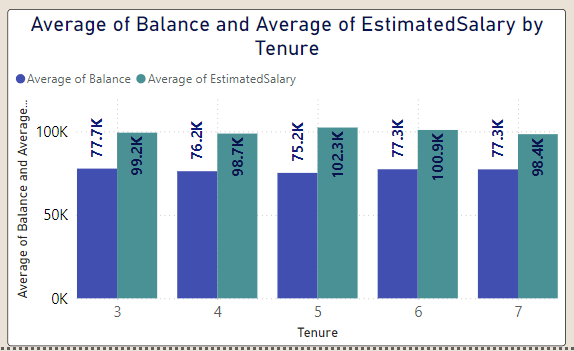 Average of Balance and Average of EstimatedSalary by
Tenure
Average of Balance Average of EstimatedSalary
Average of Balance and Average...
100K
50K
0K
77.7K
99.2K
76.2K
98.7K
75.2K
102.3K
77.3K
100.9K
77.3K
98.4K
3 4 5 6 7
Tenure